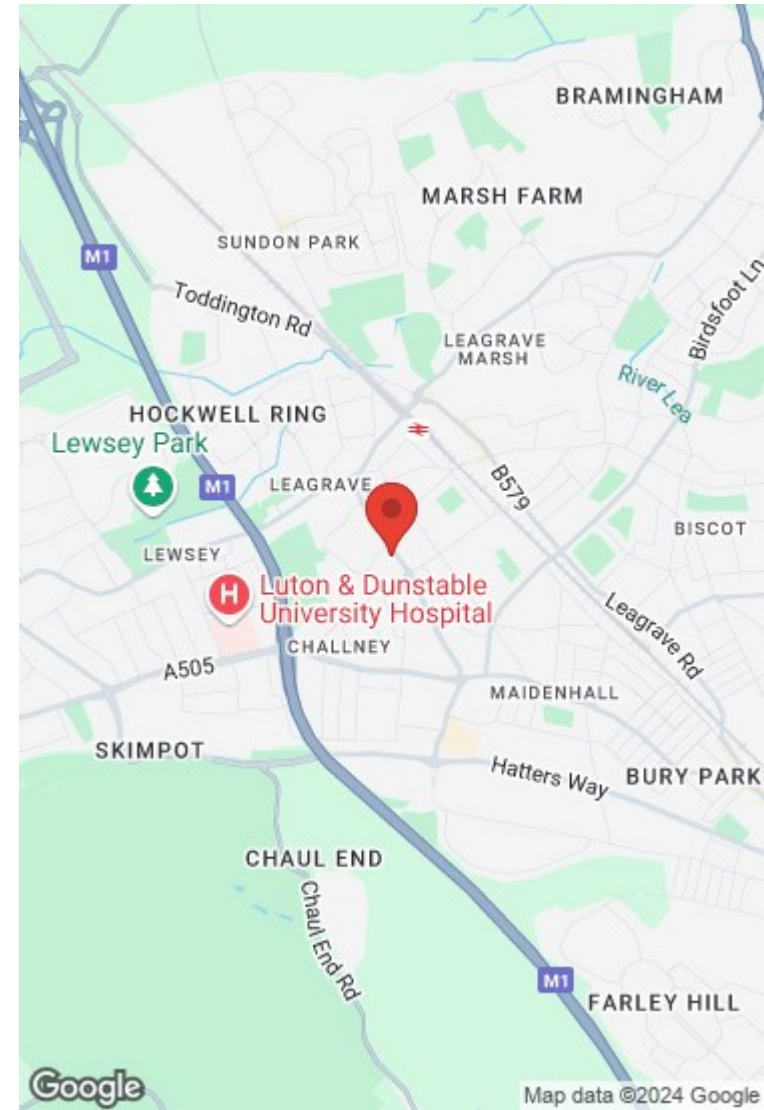 BRAMINGHAM
MARSH FARM
SUNDON PARK
M1
Toddington Rd
Birdsfoot Ln
LEAGRAVE
MARSH
River Lea
HOCKWELL RING
Lewsey Park
M1
LEAGRAVE
B579
BISCOT
LEWSEY
H
Luton & Dunstable
University Hospital
Leagrave Rd
CHALLNEY
A505
MAIDENHALL
SKIMPOT
Hatters Way
BURY PARK
CHAUL END
Chaul End Rd
M1
FARLEY HILL
Google
Map data ©2024 Google